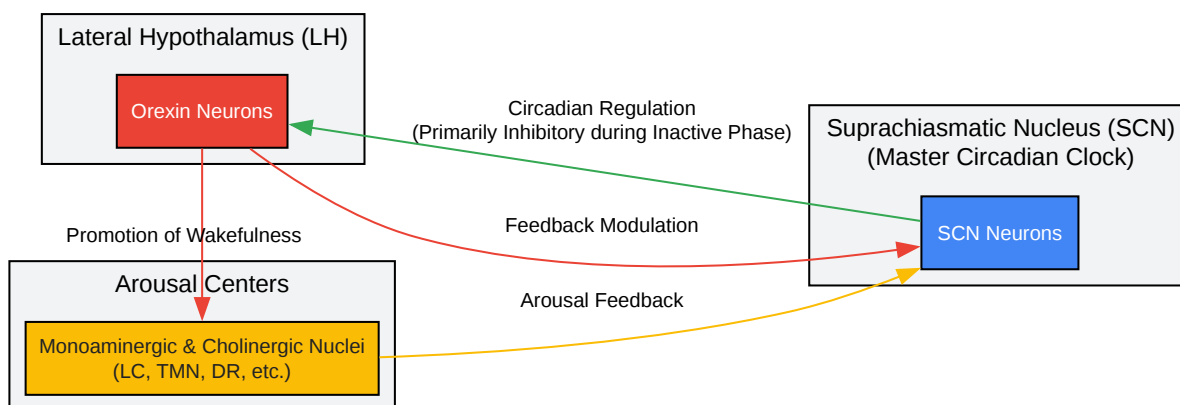 Lateral Hypothalamus (LH)
Orexin Neurons
Circadian Regulation
(Primarily Inhibitory during Inactive Phase)
Suprachiasmatic Nucleus (SCN)
(Master Circadian Clock)
SCN Neurons
Promotion of Wakefulness
Feedback Modulation
Arousal Centers
Arousal Feedback
Monoaminergic & Cholinergic Nuclei
(LC, TMN, DR, etc.)